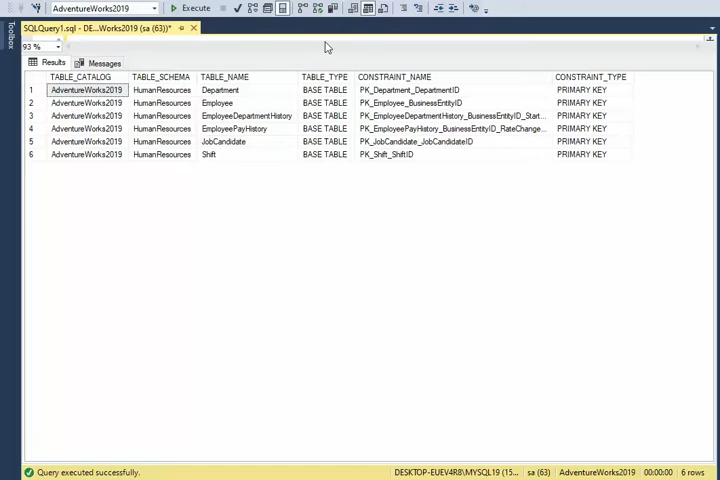 AdventureWorks2019 Execute
SQLQuery1.sql - DE...Works2019 (sa (63))*
Toolbox
93 %
Results Messages
TABLE_CATALOG TABLE_SCHEMA TABLE_NAME TABLE_TYPE CONSTRAINT_NAME CONSTRAINT_TYPE
1 AdventureWorks2019 HumanResources Department BASE TABLE PK_Department_DepartmentID PRIMARY KEY
2 AdventureWorks2019 HumanResources Employee BASE TABLE PK_Employee_BusinessEntityID PRIMARY KEY
3 AdventureWorks2019 HumanResources EmployeeDepartmentHistory BASE TABLE PK_EmployeeDepartmentHistory_BusinessEntityID_Start... PRIMARY KEY
4 AdventureWorks2019 HumanResources EmployeePayHistory BASE TABLE PK_EmployeePayHistory_BusinessEntityID_RateChange... PRIMARY KEY
5 AdventureWorks2019 HumanResources JobCandidate BASE TABLE PK_JobCandidate_JobCandidateID PRIMARY KEY
6 AdventureWorks2019 HumanResources Shift BASE TABLE PK_Shift_ShiftID PRIMARY KEY
Query executed successfully. DESKTOP-EUEV4R8\MYSQL19 (15... sa (63) AdventureWorks2019 00:00:00 6 rows